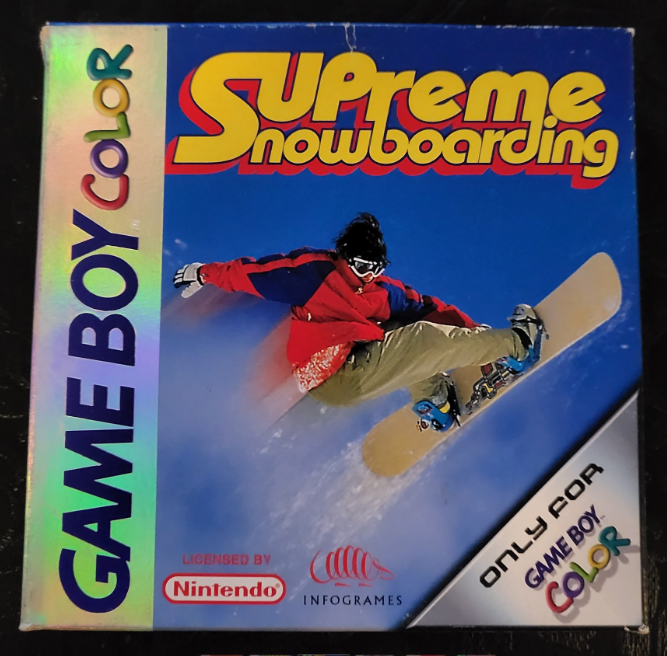 GAME BOY COLOR
SUPreme
Snowboarding
LICENSED BY
Nintendo
INFOGRAMES
ONLY FOR
GAME BOY
COLOR